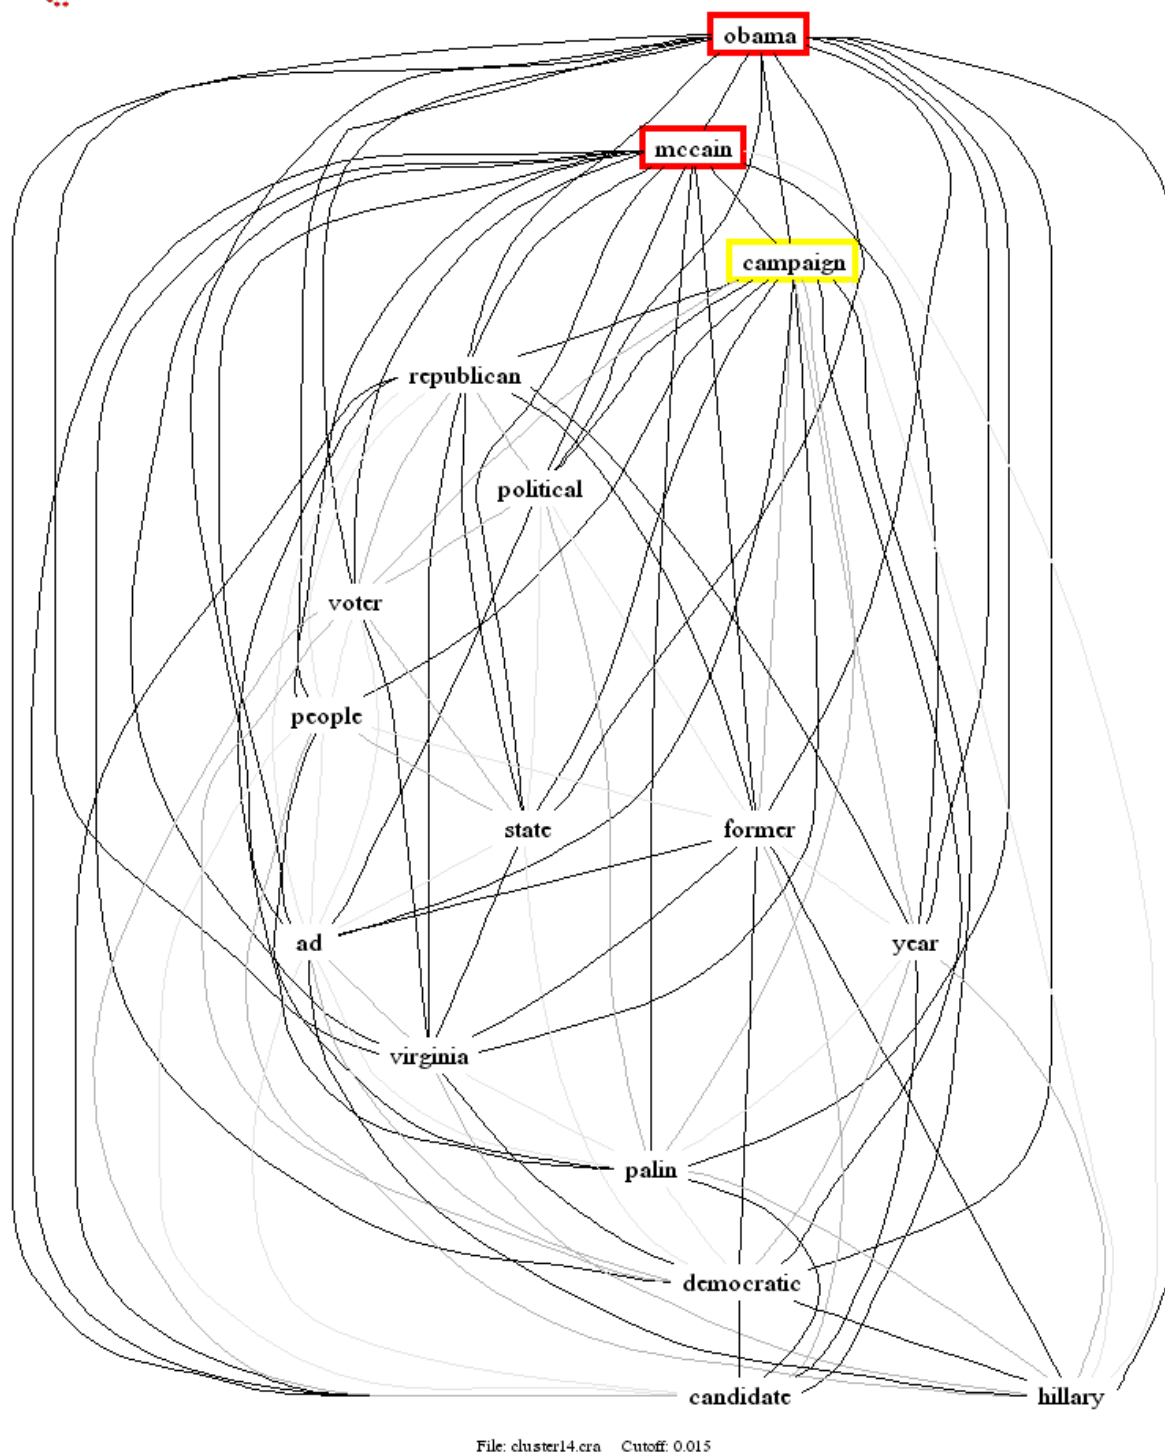 obama
mccain
campaign
republican
political
voter
people
state former
ad year
virginia
palin
democratic
candidate hillary
File: cluster14.cra Cutoff: 0.015